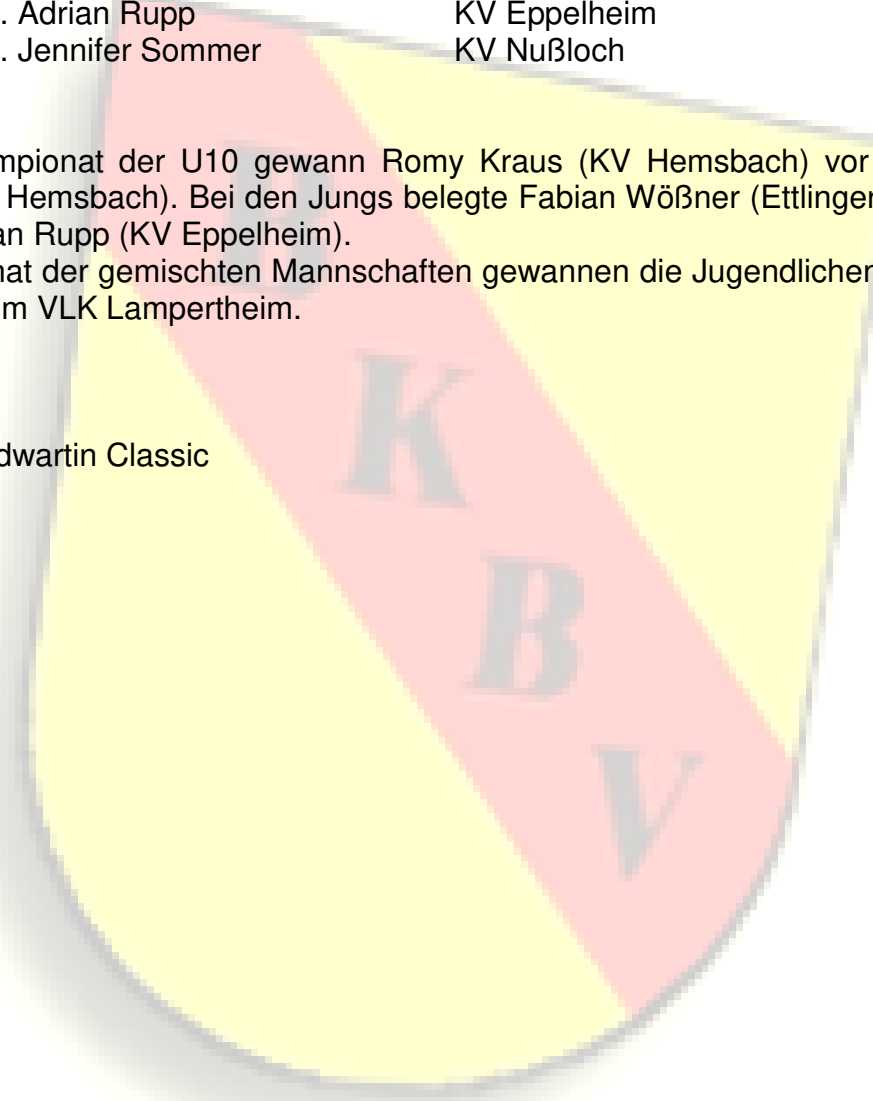 . Adrian Rupp KV Eppelheim
. Jennifer Sommer KV Nußloch
mpionat der U10 gewann Romy Kraus (KV Hemsbach) vor
Hemsbach). Bei den Jungs belegte Fabian Wößner (Ettlinger
an Rupp (KV Eppelheim).
nat der gemischten Mannschaften gewannen die Jugendlichen
m VLK Lampertheim.
dwartin Classic
B
K
B
V